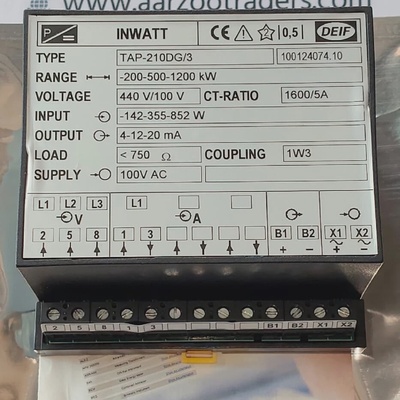 www.aarzootraders.com
P
INWATT
CE 0,5 DEIF
TYPE TAP-210DG/3 100124074.10
RANGE -200-500-1200 kW
VOLTAGE 440 V/100 V CT-RATIO 1600/5A
INPUT -142-355-852 W
OUTPUT 4-12-20 mA
LOAD < 750 Ω COUPLING 1W3
SUPPLY 100V AC
L1 L2 L3 L1
V A
2 5 8 1 3 B1 B2 X1 X2
+ - + -
2 5 8 1 3 B1 B2 X1 X2